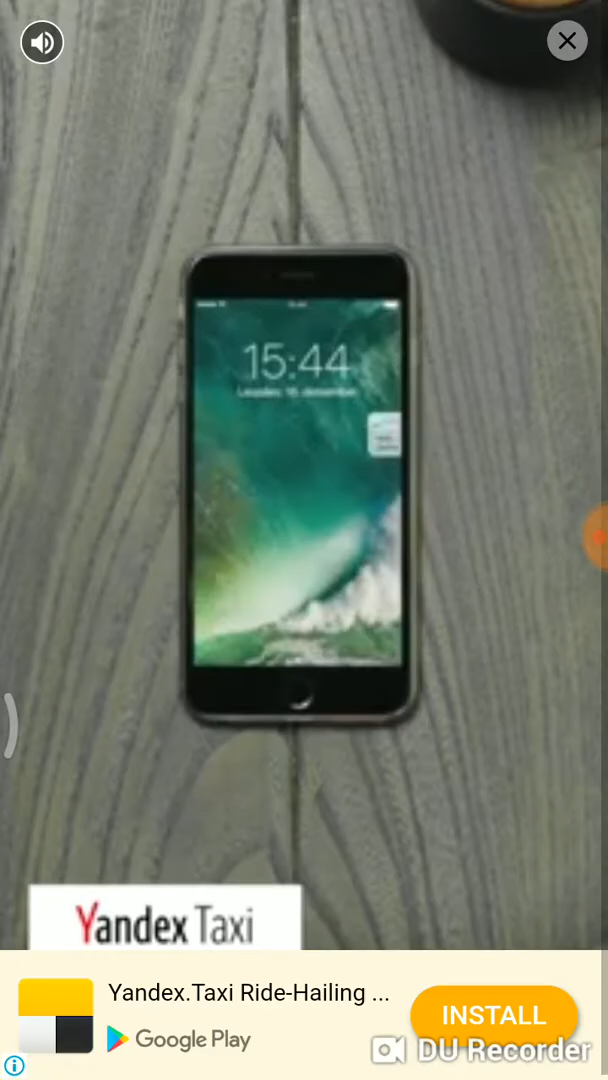 15:44
Yandex Taxi
Yandex.Taxi Ride-Hailing ...
Google Play
INSTALL
DU Recorder